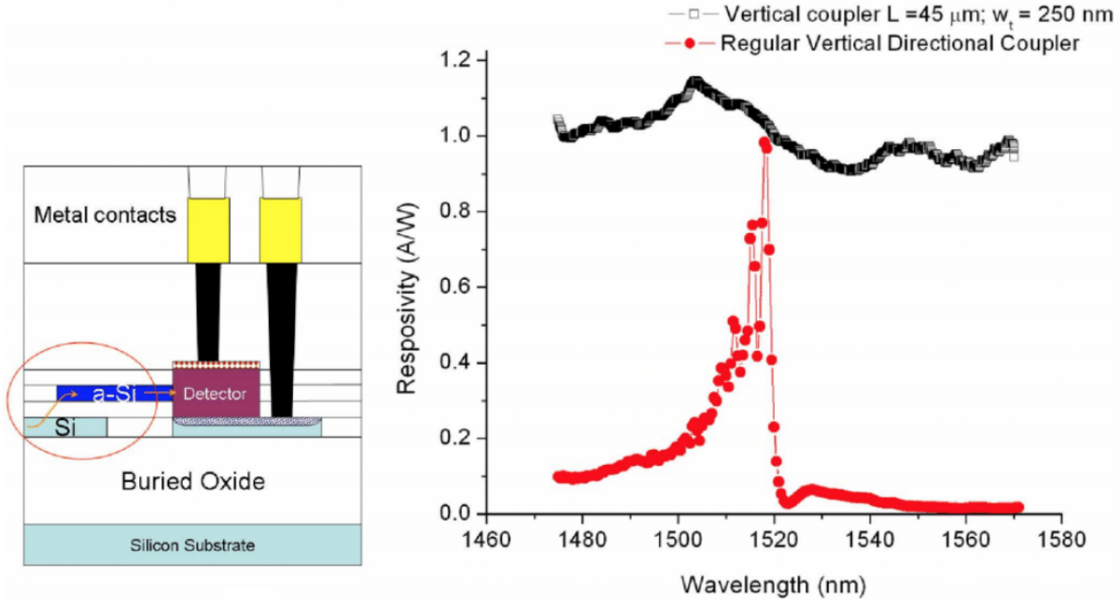 Metal contacts
a-Si
Detector
Si
Buried Oxide
Silicon Substrate
Vertical coupler L =45 μm; wt = 250 nm
Regular Vertical Directional Coupler
Resposivity (A/W)
1.2
1.0
0.8
0.6
0.4
0.2
0.0
1460 1480 1500 1520 1540 1560 1580
Wavelength (nm)